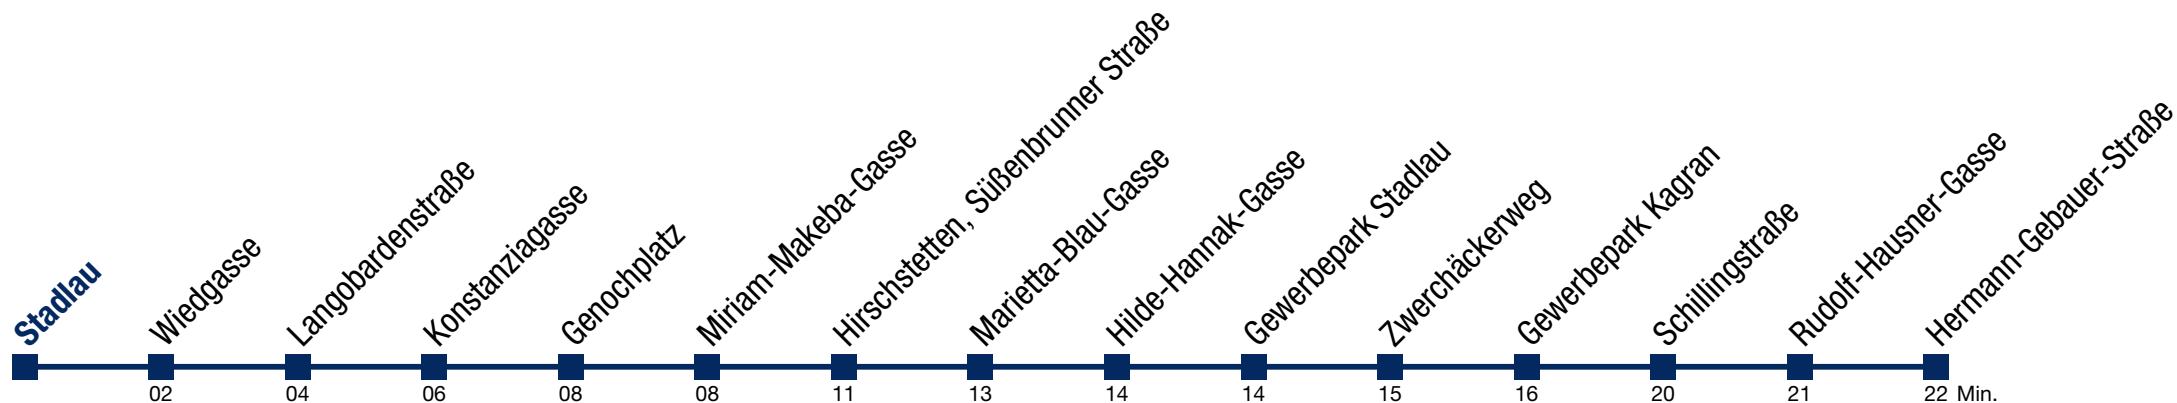 Stadlau
Wiedgasse
Langobardenstraße
Konstanziagasse
Genochplatz
Miriam-Makeba-Gasse
Hirschstetten, Süßenbrunner Straße
Marietta-Blau-Gasse
Hilde-Hannak-Gasse
Gewerbepark Stadlau
Zwerchäckerweg
Gewerbepark Kagran
Schillingstraße
Rudolf-Hausner-Gasse
Hermann-Gebauer-Straße
02 04 06 08 08 11 13 14 14 15 16 20 21 22 Min.